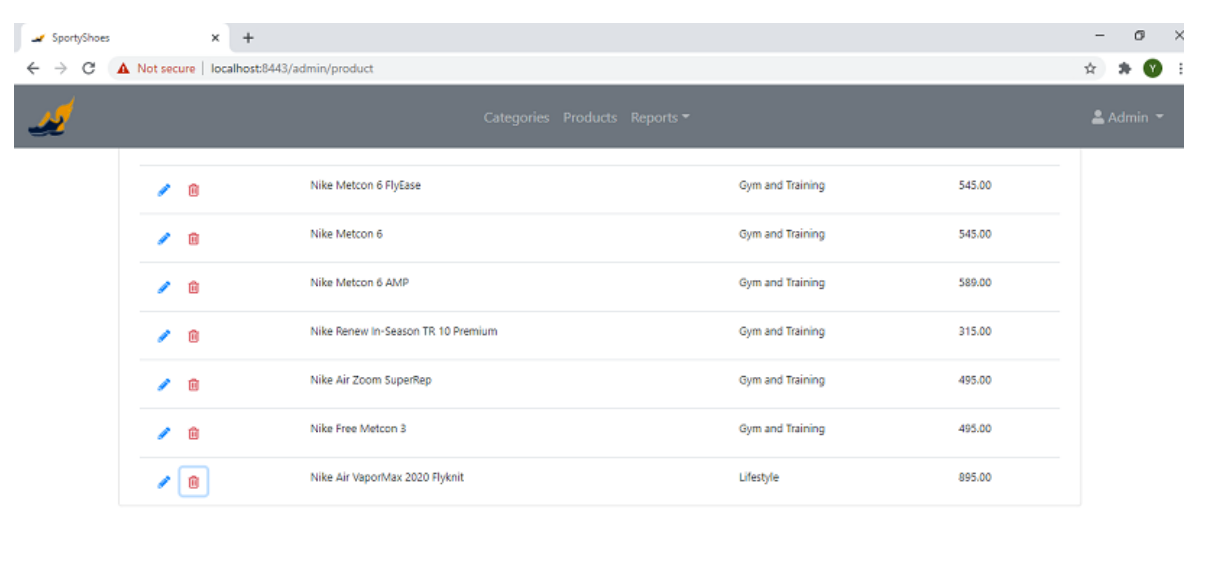 SportyShoes
Not secure localhost:8443/admin/product
Y
Categories Products Reports Admin
Nike Metcon 6 FlyEase Gym and Training 545.00
Nike Metcon 6 Gym and Training 545.00
Nike Metcon 6 AMP Gym and Training 589.00
Nike Renew In-Season TR 10 Premium Gym and Training 315.00
Nike Air Zoom SuperRep Gym and Training 495.00
Nike Free Metcon 3 Gym and Training 495.00
Nike Air VaporMax 2020 Flyknit Lifestyle 895.00